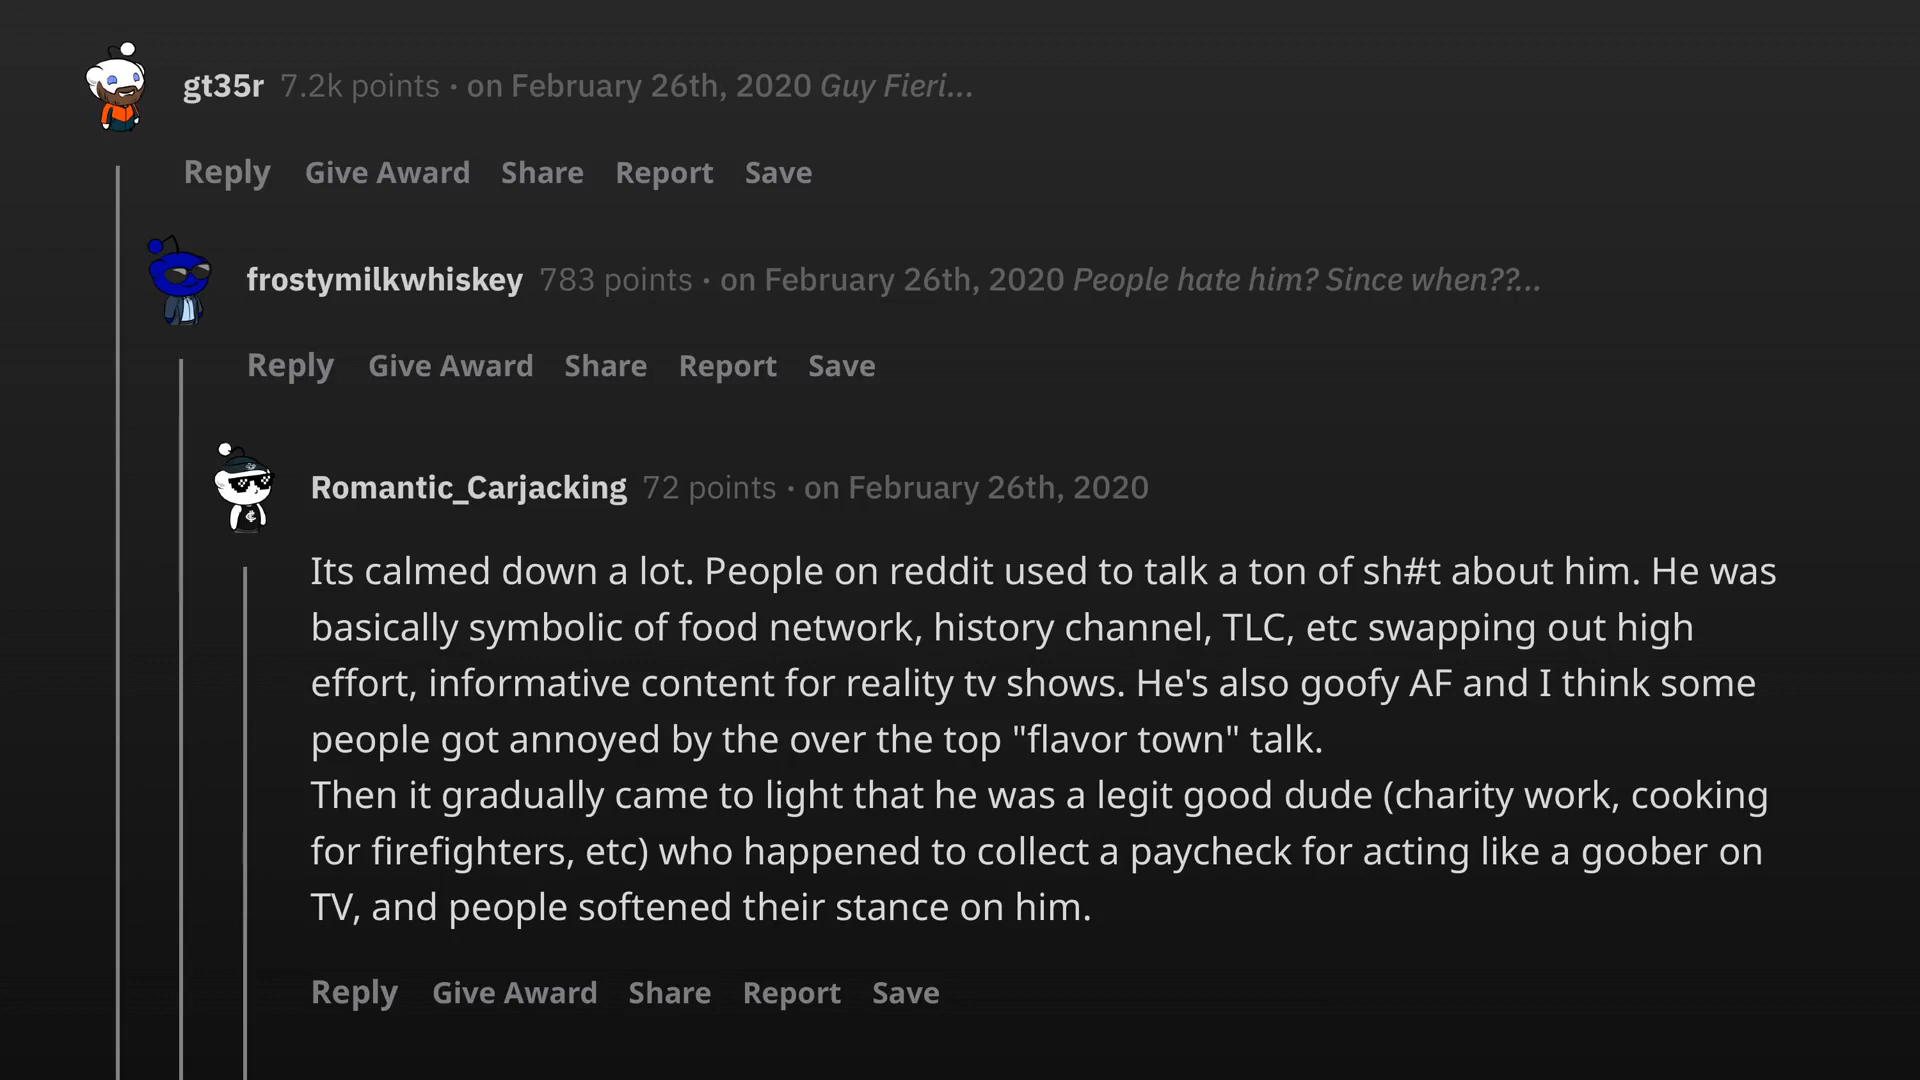 gt35r 7.2k points · on February 26th, 2020 Guy Fieri...
Reply Give Award Share Report Save
frostymilkwhiskey 783 points · on February 26th, 2020 People hate him? Since when??...
Reply Give Award Share Report Save
Romantic_Carjacking 72 points · on February 26th, 2020
Its calmed down a lot. People on reddit used to talk a ton of sh#t about him. He was
basically symbolic of food network, history channel, TLC, etc swapping out high
effort, informative content for reality tv shows. He's also goofy AF and I think some
people got annoyed by the over the top "flavor town" talk.
Then it gradually came to light that he was a legit good dude (charity work, cooking
for firefighters, etc) who happened to collect a paycheck for acting like a goober on
TV, and people softened their stance on him.
Reply Give Award Share Report Save